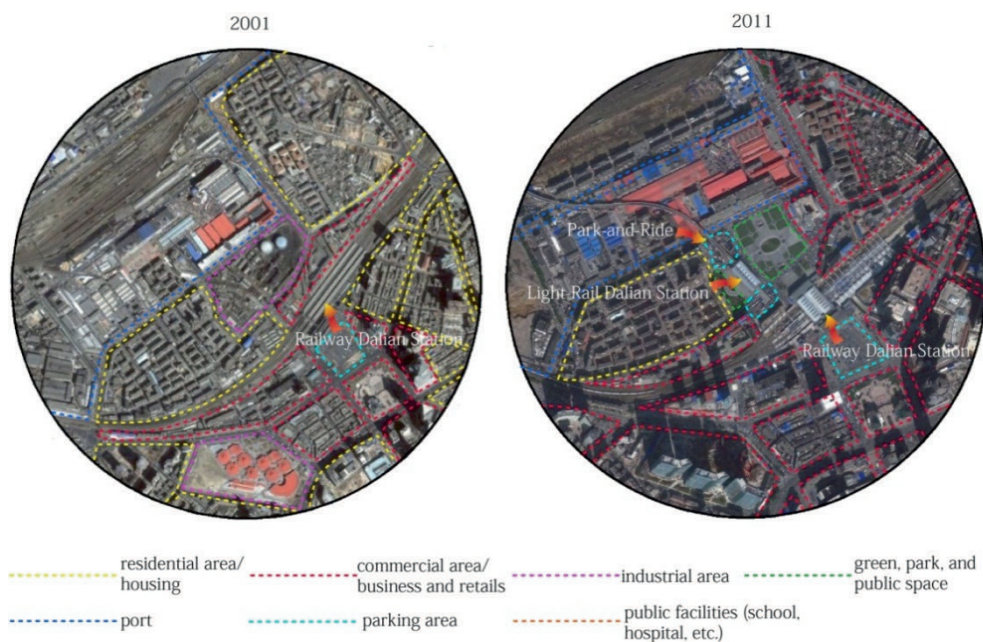 2001
2011
Railway Dalian Station
Park-and-Ride
Light Rail Dalian Station
Railway Dalian Station
residential area/
housing
commercial area/
business and retails
industrial area
green, park, and
public space
port
parking area
public facilities (school,
hospital, etc.)